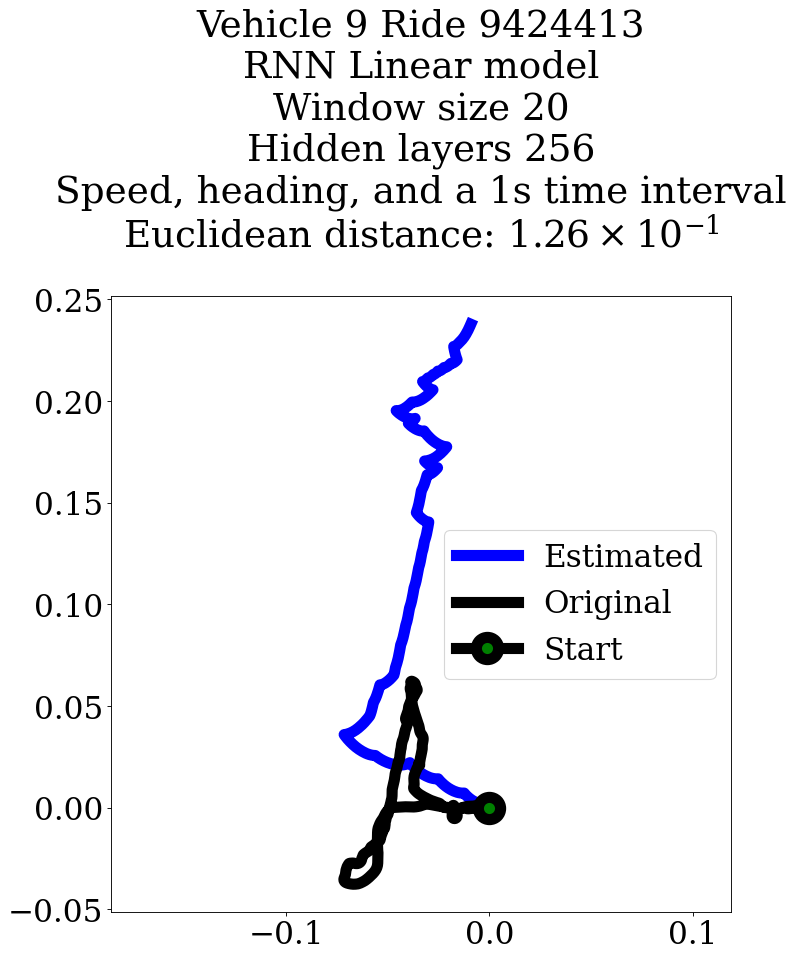 Vehicle 9 Ride 9424413
RNN Linear model
Window size 20
Hidden layers 256
Speed, heading, and a 1s time interval
Euclidean distance: 1.26 × 10⁻¹
0.25
0.20
0.15
0.10
0.05
0.00
−0.05
Estimated
Original
Start
−0.1
0.0
0.1